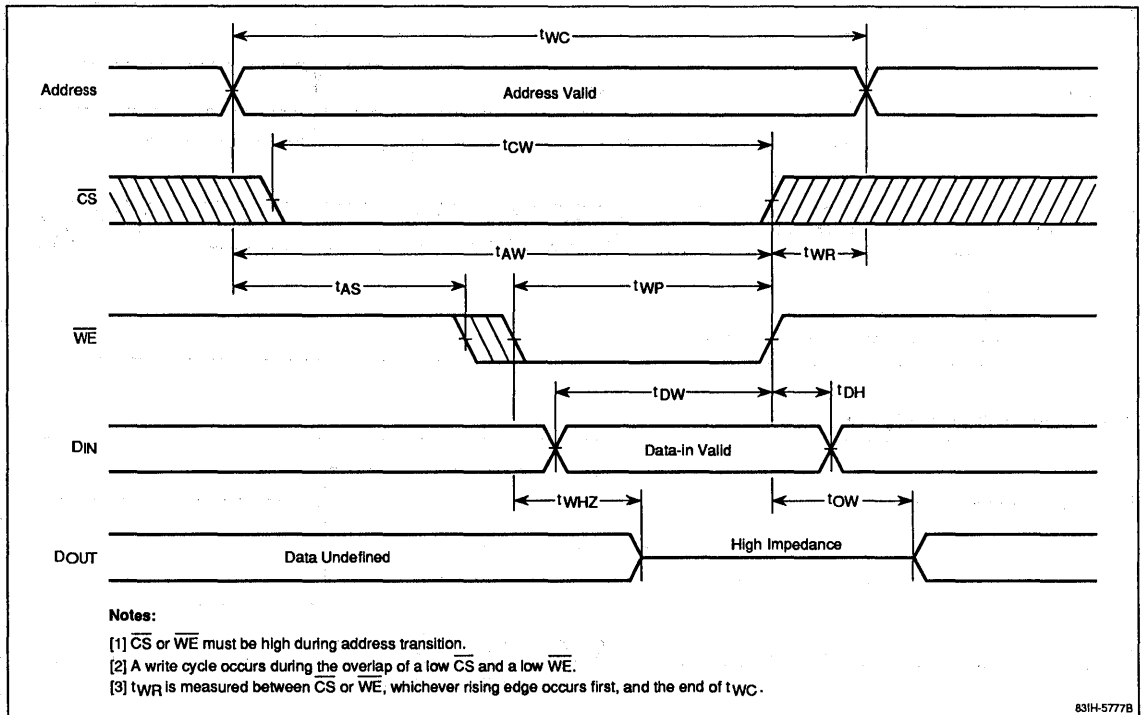 tWC
Address
Address Valid
tCW
CS
tAW
tWR
tAS
tWP
WE
tDW
tDH
DIN
Data-in Valid
tWHZ
tOW
DOUT
Data Undefined
High Impedance
Notes:
[1] CS or WE must be high during address transition.
[2] A write cycle occurs during the overlap of a low CS and a low WE.
[3] tWR is measured between CS or WE, whichever rising edge occurs first, and the end of tWC.
83IH-5777B